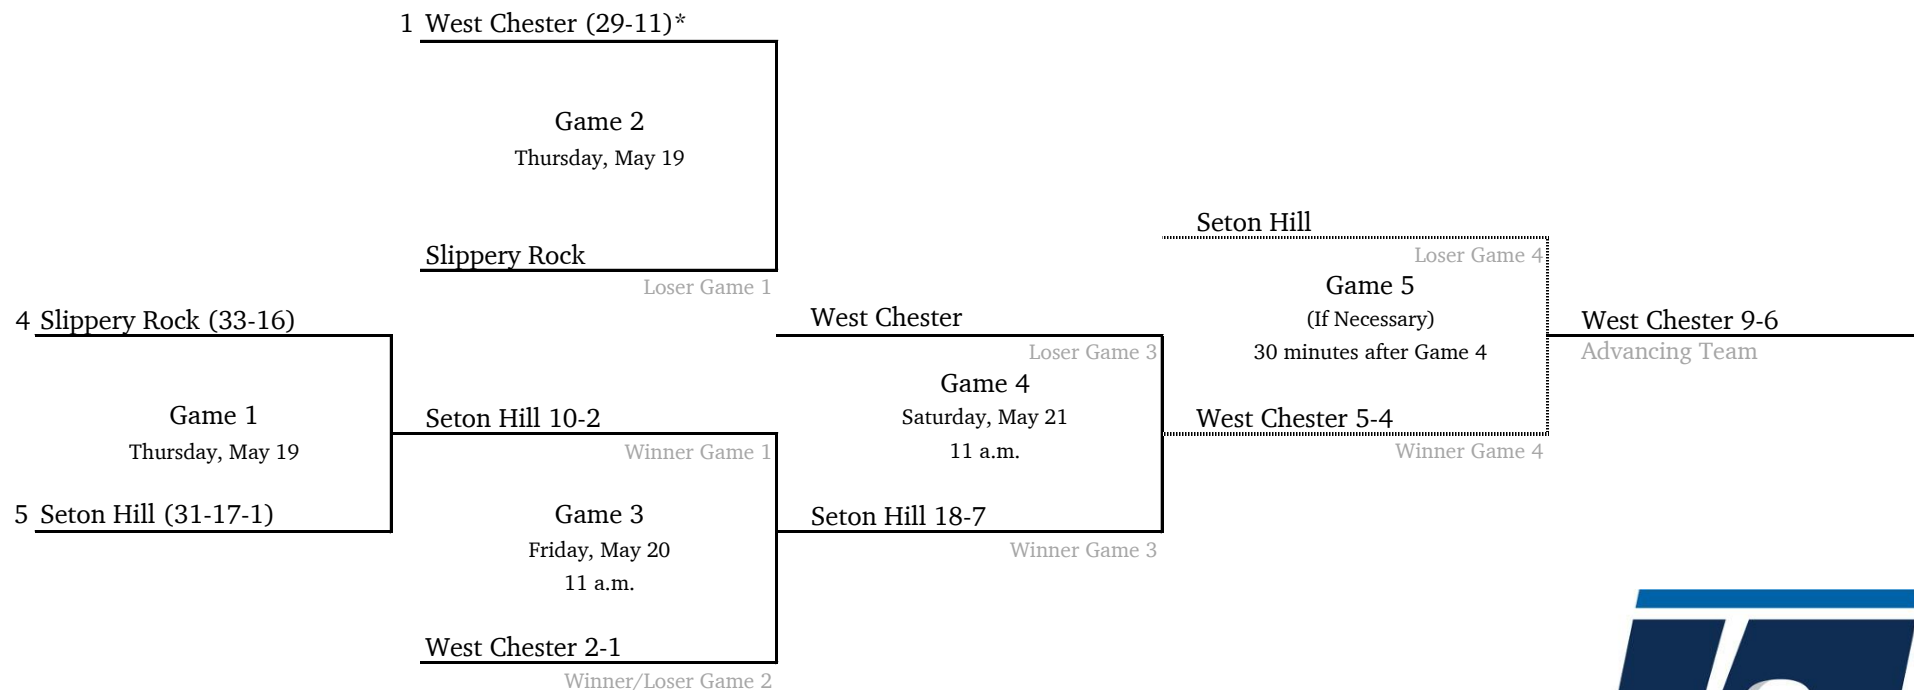 1 West Chester (29-11)*
Game 2
Thursday, May 19
Slippery Rock
Loser Game 1
4 Slippery Rock (33-16)
Game 1
Thursday, May 19
5 Seton Hill (31-17-1)
Seton Hill 10-2
Winner Game 1
Game 3
Friday, May 20
11 a.m.
West Chester 2-1
Winner/Loser Game 2
West Chester
Loser Game 3
Game 4
Saturday, May 21
11 a.m.
Seton Hill 18-7
Winner Game 3
Seton Hill
Loser Game 4
Game 5
(If Necessary)
30 minutes after Game 4
West Chester 5-4
Winner Game 4
West Chester 9-6
Advancing Team